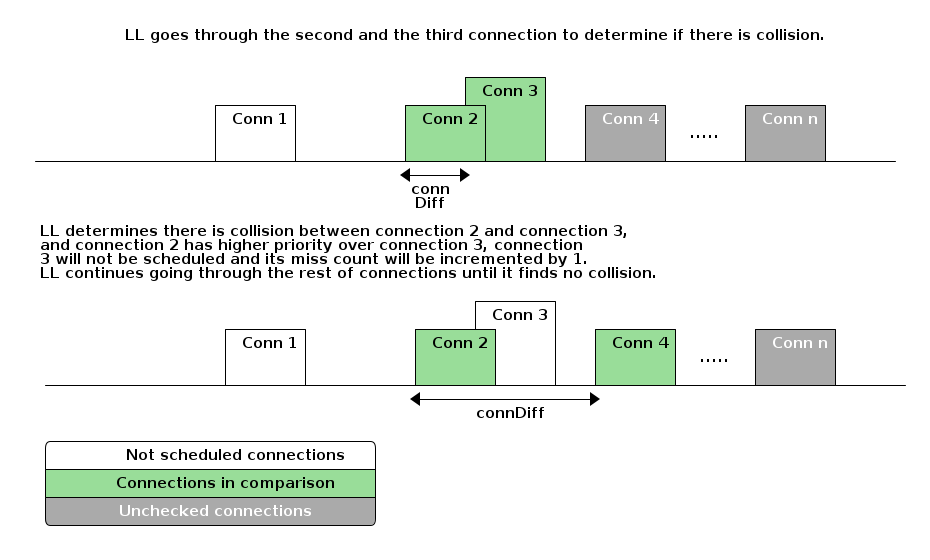 LL goes through the second and the third connection to determine if there is collision.
Conn 3
Conn 1
Conn 2
Conn 4
.....
Conn n
conn
Diff
LL determines there is collision between connection 2 and connection 3,
and connection 2 has higher priority over connection 3, connection
3 will not be scheduled and its miss count will be incremented by 1.
LL continues going through the rest of connections until it finds no collision.
Conn 3
Conn 1
Conn 2
Conn 4
.....
Conn n
connDiff
Not scheduled connections
Connections in comparison
Unchecked connections